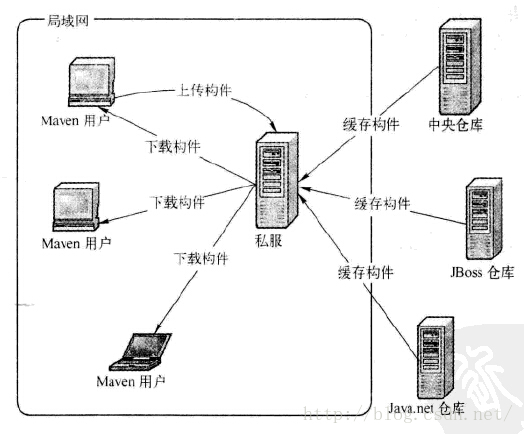 局域网
上传构件
Maven 用户
下载构件
缓存构件
中央仓库
下载构件
Maven 用户
私服
缓存构件
JBoss 仓库
下载构件
缓存构件
Maven 用户
Java.net 仓库
http://blog.csdn.net/